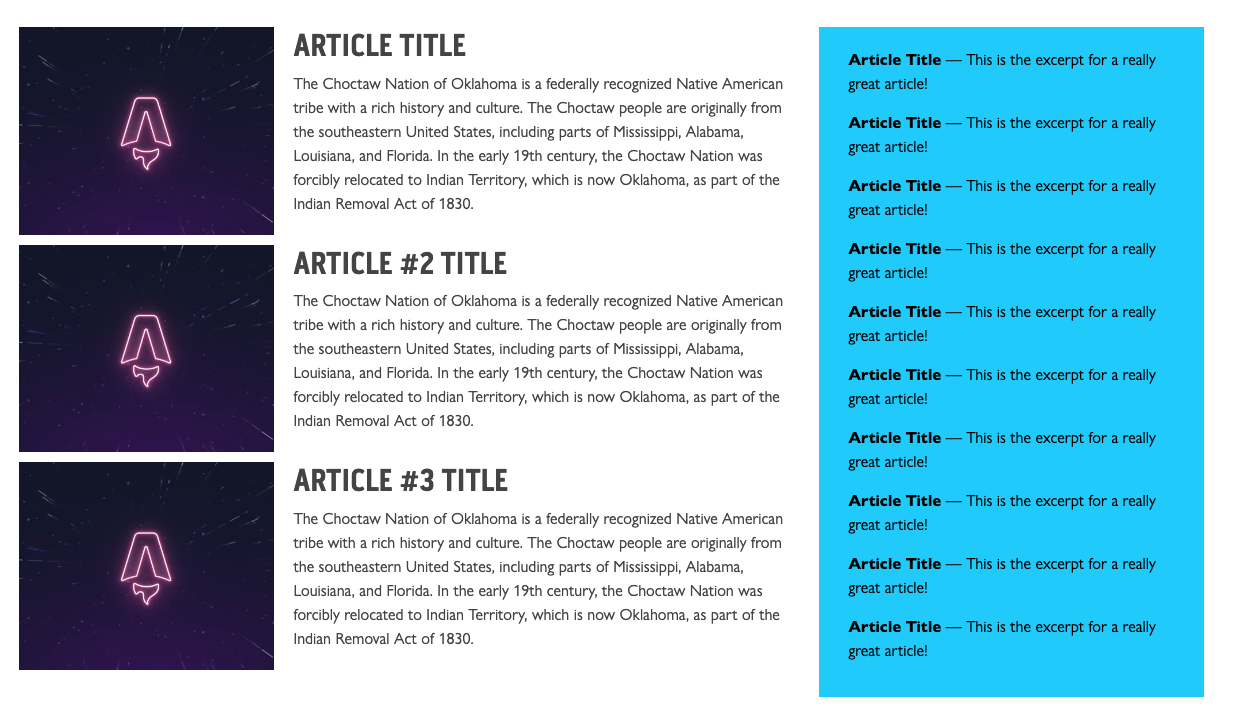 ARTICLE TITLE
The Choctaw Nation of Oklahoma is a federally recognized Native American
tribe with a rich history and culture. The Choctaw people are originally from
the southeastern United States, including parts of Mississippi, Alabama,
Louisiana, and Florida. In the early 19th century, the Choctaw Nation was
forcibly relocated to Indian Territory, which is now Oklahoma, as part of the
Indian Removal Act of 1830.
ARTICLE #2 TITLE
The Choctaw Nation of Oklahoma is a federally recognized Native American
tribe with a rich history and culture. The Choctaw people are originally from
the southeastern United States, including parts of Mississippi, Alabama,
Louisiana, and Florida. In the early 19th century, the Choctaw Nation was
forcibly relocated to Indian Territory, which is now Oklahoma, as part of the
Indian Removal Act of 1830.
ARTICLE #3 TITLE
The Choctaw Nation of Oklahoma is a federally recognized Native American
tribe with a rich history and culture. The Choctaw people are originally from
the southeastern United States, including parts of Mississippi, Alabama,
Louisiana, and Florida. In the early 19th century, the Choctaw Nation was
forcibly relocated to Indian Territory, which is now Oklahoma, as part of the
Indian Removal Act of 1830.
Article Title — This is the excerpt for a really
great article!
Article Title — This is the excerpt for a really
great article!
Article Title — This is the excerpt for a really
great article!
Article Title — This is the excerpt for a really
great article!
Article Title — This is the excerpt for a really
great article!
Article Title — This is the excerpt for a really
great article!
Article Title — This is the excerpt for a really
great article!
Article Title — This is the excerpt for a really
great article!
Article Title — This is the excerpt for a really
great article!
Article Title — This is the excerpt for a really
great article!